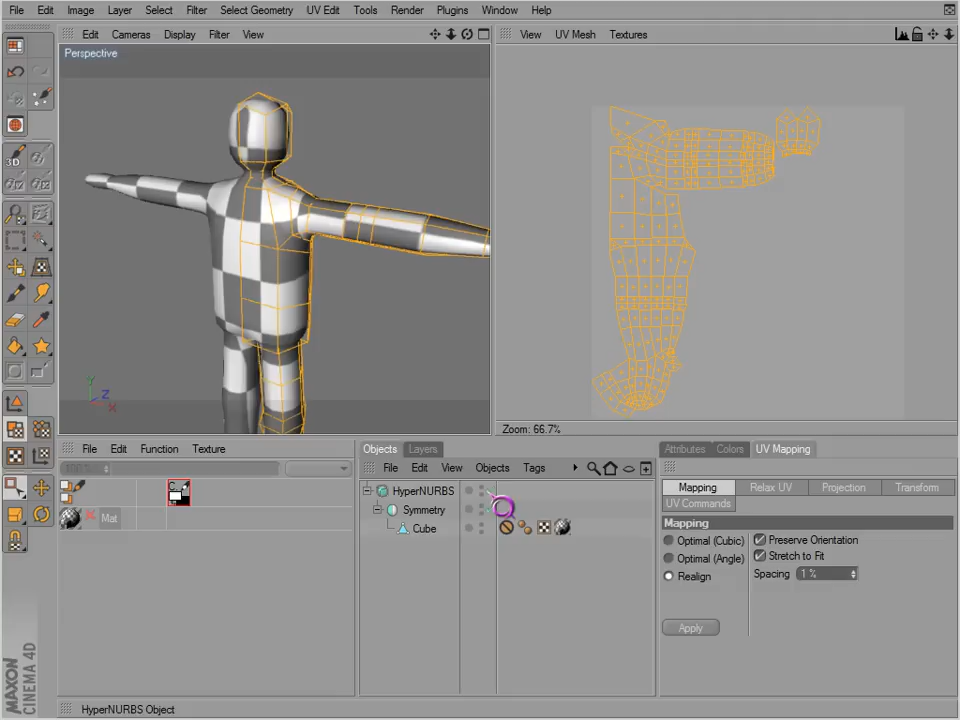 File Edit Image Layer Select Filter Select Geometry UV Edit Tools Render Plugins Window Help
Edit Cameras Display Filter View
View UV Mesh Textures
Perspective
3D
Y
Z
X
Zoom: 66.7%
File Edit Function Texture
100 %
Mat
Objects Layers
File Edit View Objects Tags
HyperNURBS
Symmetry
Cube
Attributes Colors UV Mapping
Mapping Relax UV Projection Transform
UV Commands
Mapping
Optimal (Cubic) Preserve Orientation
Optimal (Angle) Stretch to Fit
Realign Spacing 1 %
Apply
MAXON
CINEMA 4D
HyperNURBS Object